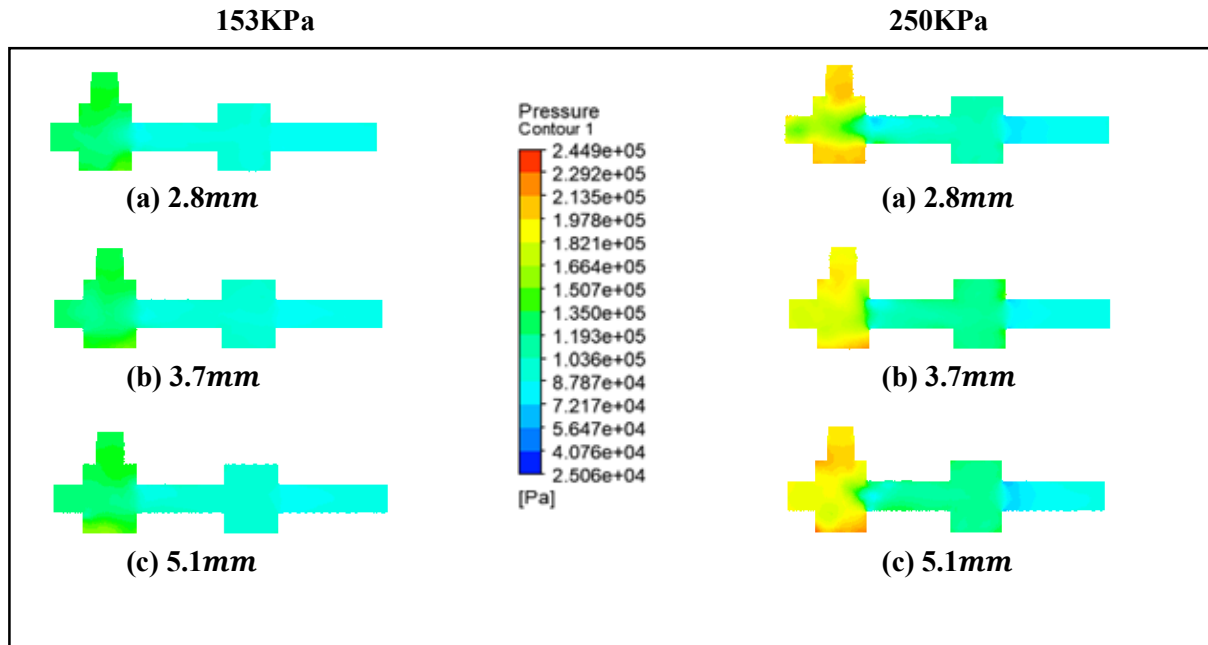 153KPa
250KPa
Pressure
Contour 1
2.449e+05
2.292e+05
2.135e+05
1.978e+05
1.821e+05
1.664e+05
1.507e+05
1.350e+05
1.193e+05
1.036e+05
8.787e+04
7.217e+04
5.647e+04
4.076e+04
2.506e+04
[Pa]
(a) 2.8mm
(a) 2.8mm
(b) 3.7mm
(b) 3.7mm
(c) 5.1mm
(c) 5.1mm